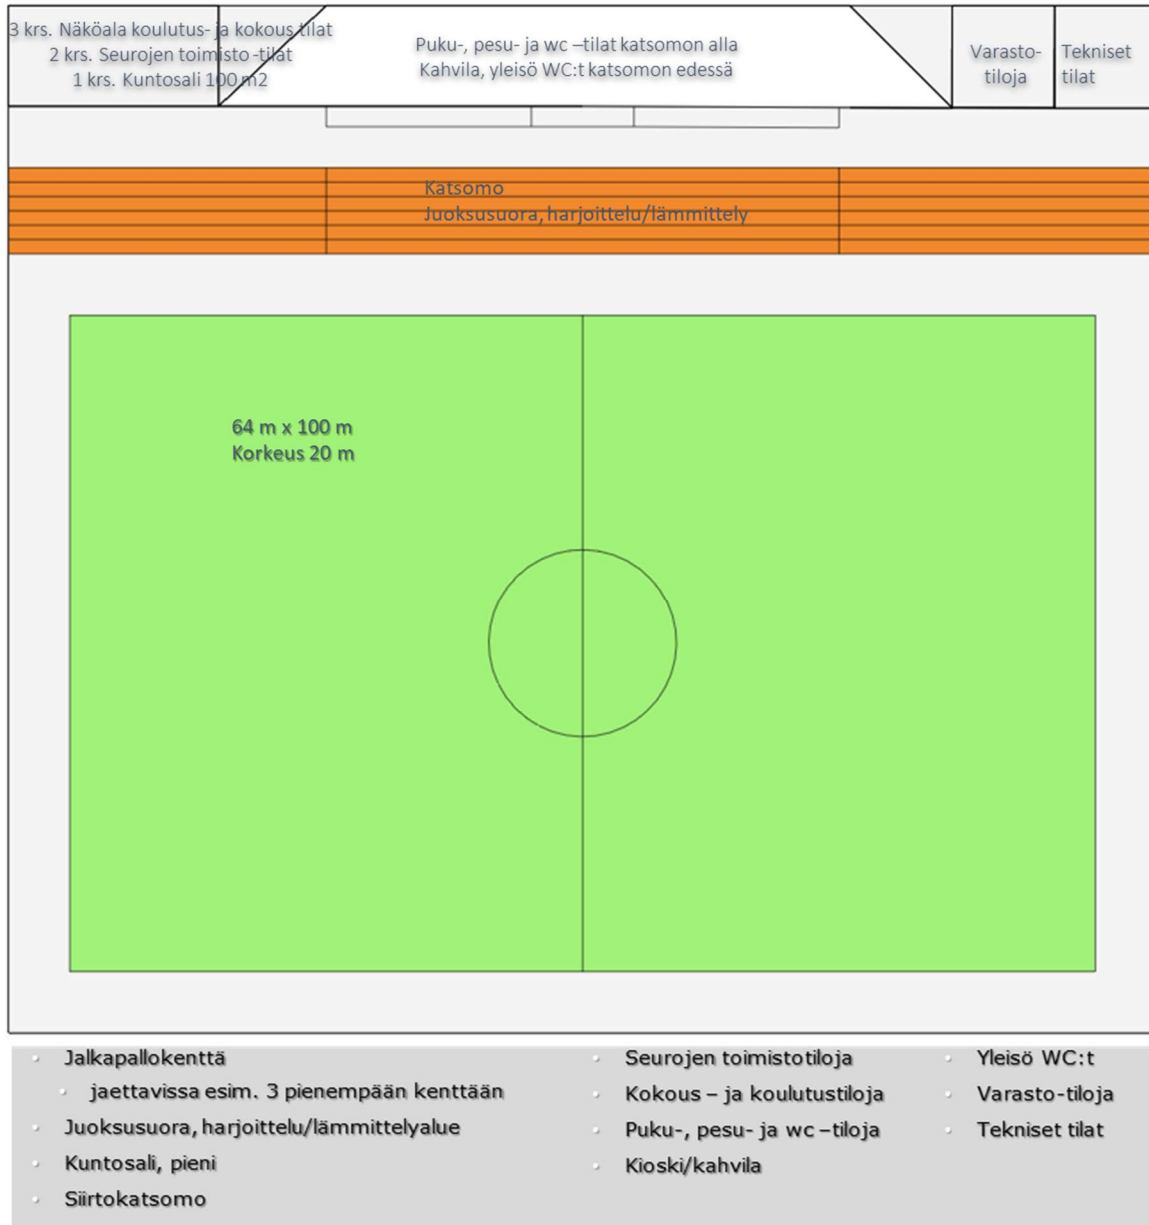 3 krs. Näköala koulutus- ja kokous tilat
2 krs. Seurojen toimisto -tilat
1 krs. Kuntosali 100 m2
Puku-, pesu- ja wc –tilat katsomon alla
Kahvila, yleisö WC:t katsomon edessä
Varasto-
tiloja
Tekniset
tilat
Katsomo
Juoksusuora, harjoittelu/lämmittely
64 m x 100 m
Korkeus 20 m
Jalkapallokenttä
jaettavissa esim. 3 pienempään kenttään
Juoksusuora, harjoittelu/lämmittelyalue
Kuntosali, pieni
Siirtokatsomo
Seurojen toimistotiloja
Kokous – ja koulutustiloja
Puku-, pesu- ja wc –tiloja
Kioski/kahvila
Yleisö WC:t
Varasto-tiloja
Tekniset tilat